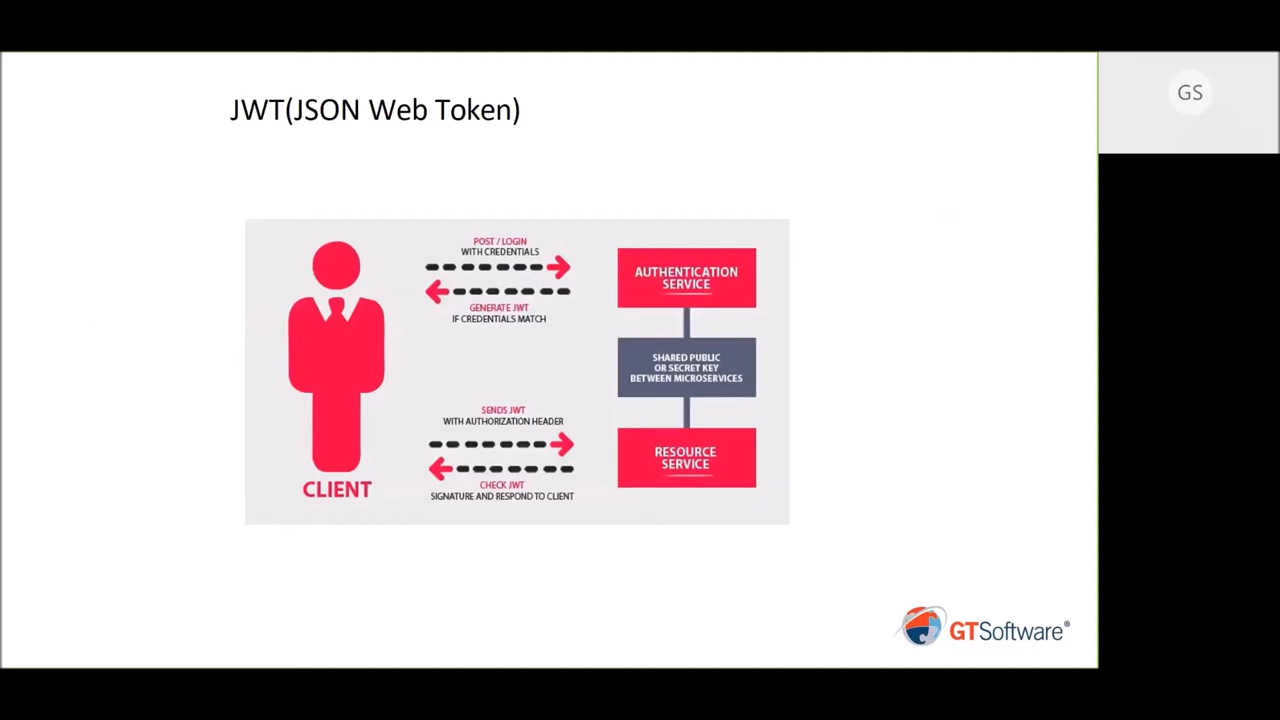 JWT(JSON Web Token)
GS
POST / LOGIN
WITH CREDENTIALS
GENERATE JWT
IF CREDENTIALS MATCH
AUTHENTICATION
SERVICE
SHARED PUBLIC
OR SECRET KEY
BETWEEN MICROSERVICES
SENDS JWT
WITH AUTHORIZATION HEADER
CHECK JWT
SIGNATURE AND RESPOND TO CLIENT
RESOURCE
SERVICE
CLIENT
GTSoftware®